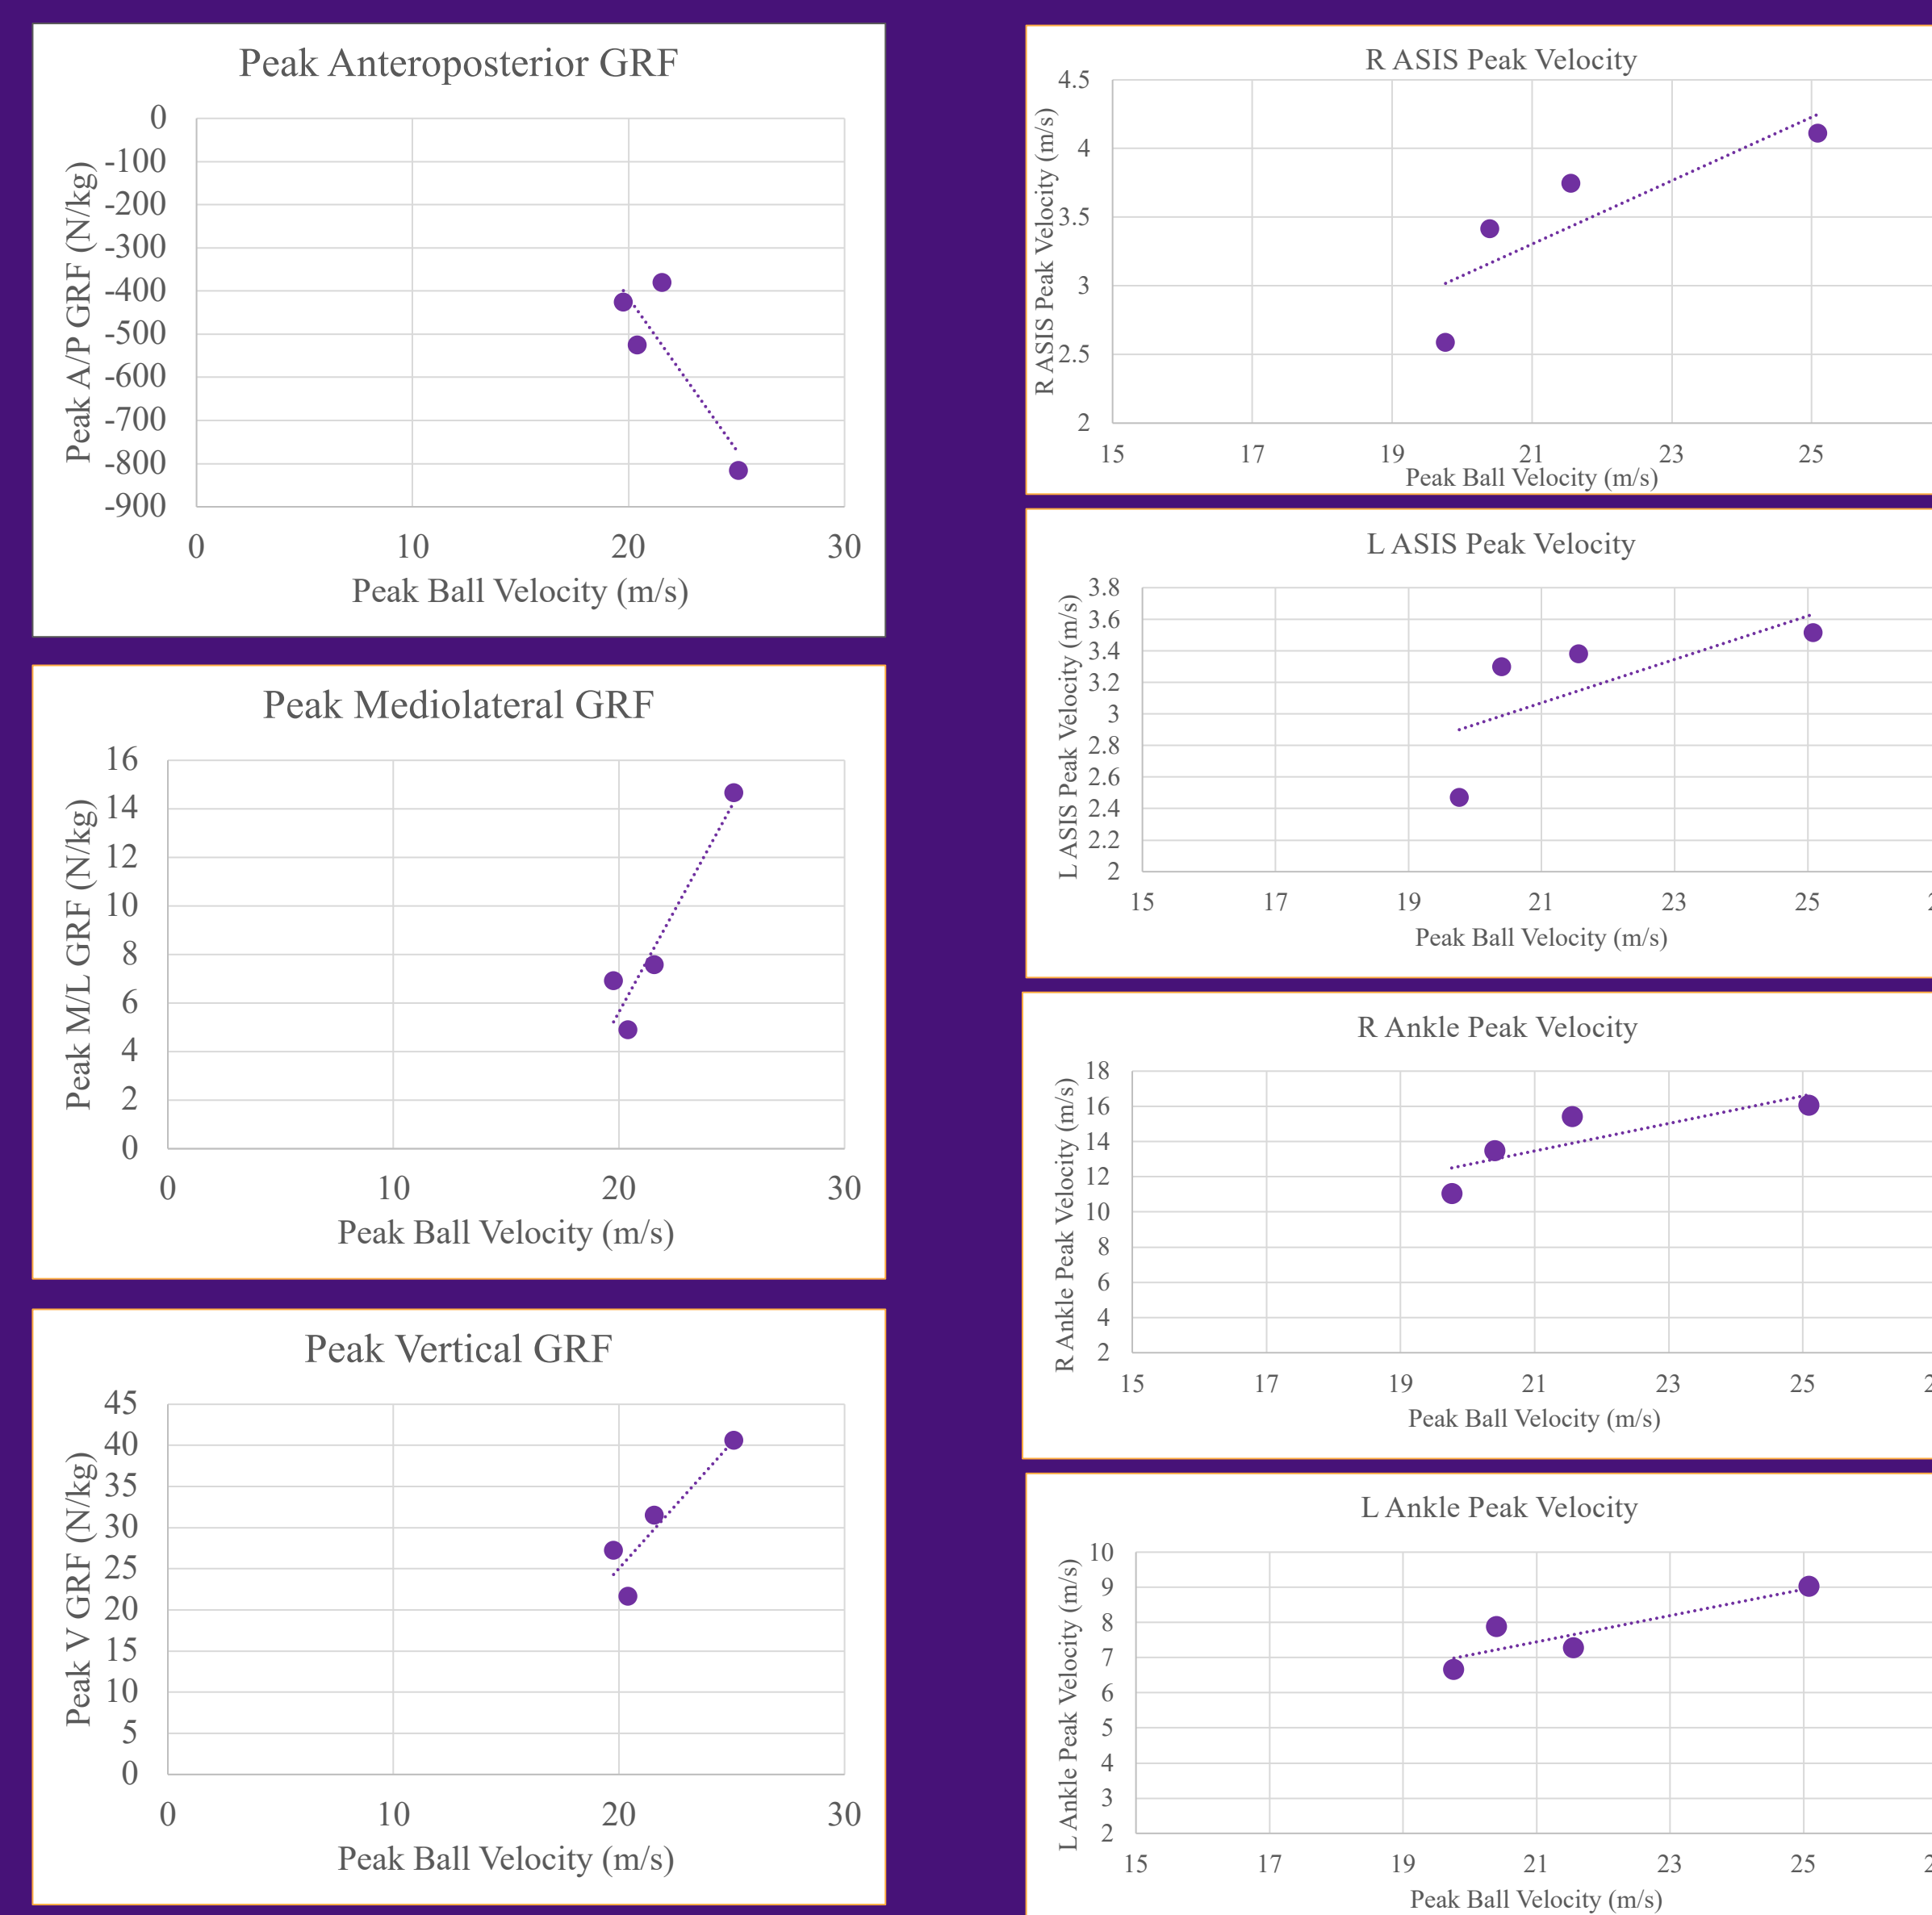 Peak Anteroposterior GRF
Peak A/P GRF (N/kg)
0
-100
-200
-300
-400
-500
-600
-700
-800
-900
0 10 20 30
Peak Ball Velocity (m/s)
Peak Mediolateral GRF
Peak M/L GRF (N/kg)
16
14
12
10
8
6
4
2
0
0 10 20 30
Peak Ball Velocity (m/s)
Peak Vertical GRF
Peak V GRF (N/kg)
45
40
35
30
25
20
15
10
5
0
0 10 20 30
Peak Ball Velocity (m/s)
R ASIS Peak Velocity
R ASIS Peak Velocity (m/s)
4.5
4
3.5
3
2.5
2
15 17 19 21 23 25
Peak Ball Velocity (m/s)
L ASIS Peak Velocity
L ASIS Peak Velocity (m/s)
3.8
3.6
3.4
3.2
3
2.8
2.6
2.4
2.2
2
15 17 19 21 23 25
Peak Ball Velocity (m/s)
R Ankle Peak Velocity
R Ankle Peak Velocity (m/s)
18
16
14
12
10
8
6
4
2
15 17 19 21 23 25
Peak Ball Velocity (m/s)
L Ankle Peak Velocity
L Ankle Peak Velocity (m/s)
10
9
8
7
6
5
4
3
2
15 17 19 21 23 25
Peak Ball Velocity (m/s)